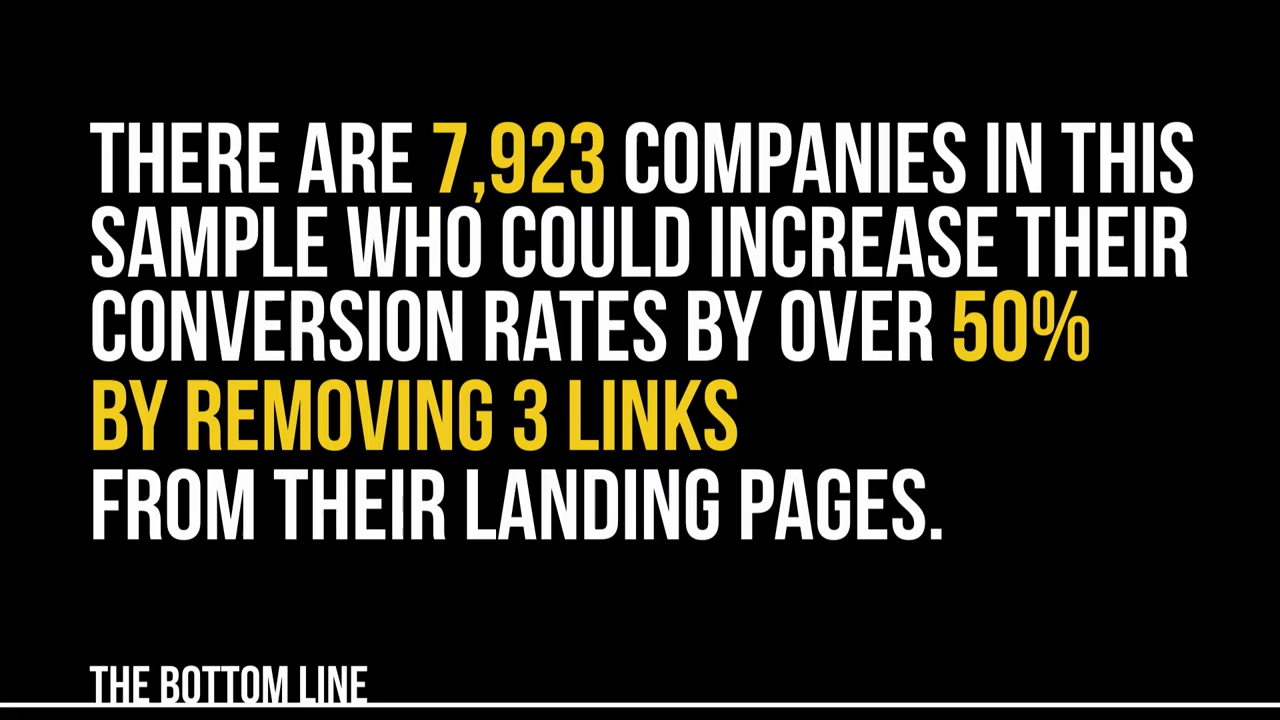 THERE ARE 7,923 COMPANIES IN THIS
SAMPLE WHO COULD INCREASE THEIR
CONVERSION RATES BY OVER 50%
BY REMOVING 3 LINKS
FROM THEIR LANDING PAGES.
THE BOTTOM LINE